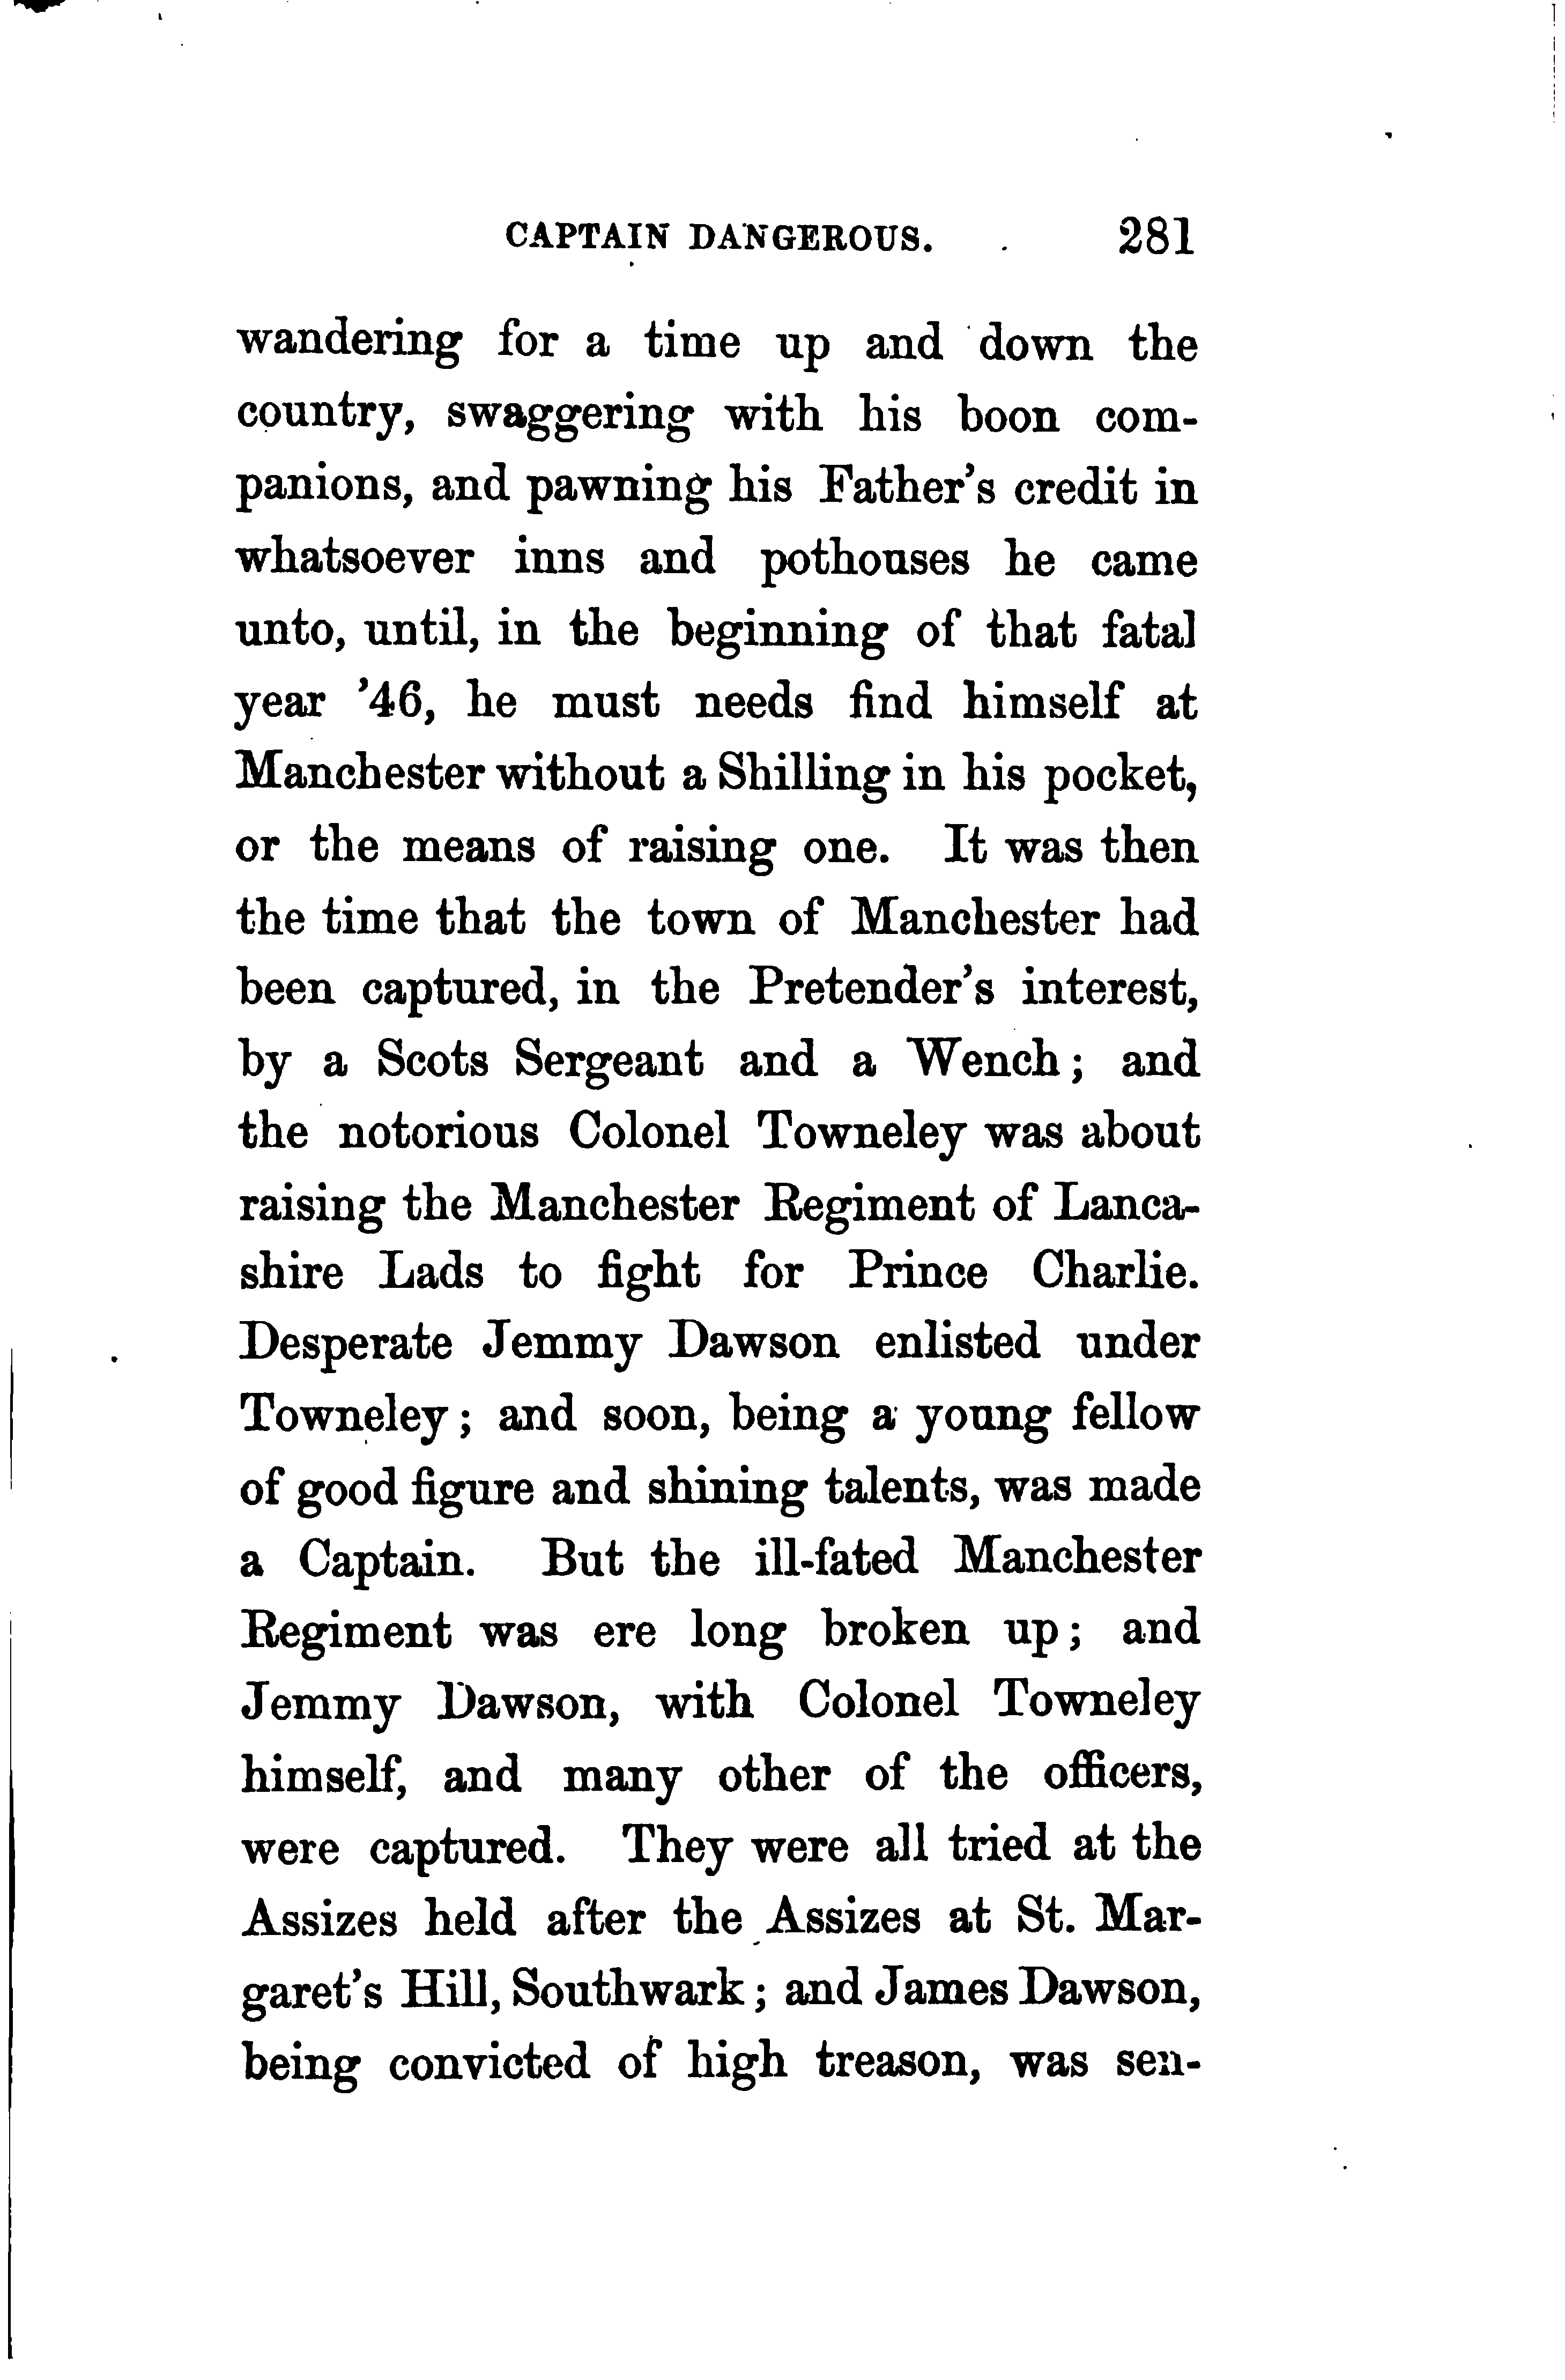 CAPTAIN DANGEROUS. 281
wandering for a time up and down the
country, swaggering with his boon com-
panions, and pawning his Father's credit in
whatsoever inns and pothouses he came
unto, until, in the beginning of that fatal
year '46, he must needs find himself at
Manchester without a Shilling in his pocket,
or the means of raising one. It was then
the time that the town of Manchester had
been captured, in the Pretender's interest,
by a Scots Sergeant and a Wench; and
the notorious Colonel Towneley was about
raising the Manchester Regiment of Lanca-
shire Lads to fight for Prince Charlie.
Desperate Jemmy Dawson enlisted under
Towneley; and soon, being a young fellow
of good figure and shining talents, was made
a Captain. But the ill-fated Manchester
Regiment was ere long broken up; and
Jemmy Dawson, with Colonel Towneley
himself, and many other of the officers,
were captured. They were all tried at the
Assizes held after the Assizes at St. Mar-
garet's Hill, Southwark; and James Dawson,
being convicted of high treason, was sen-